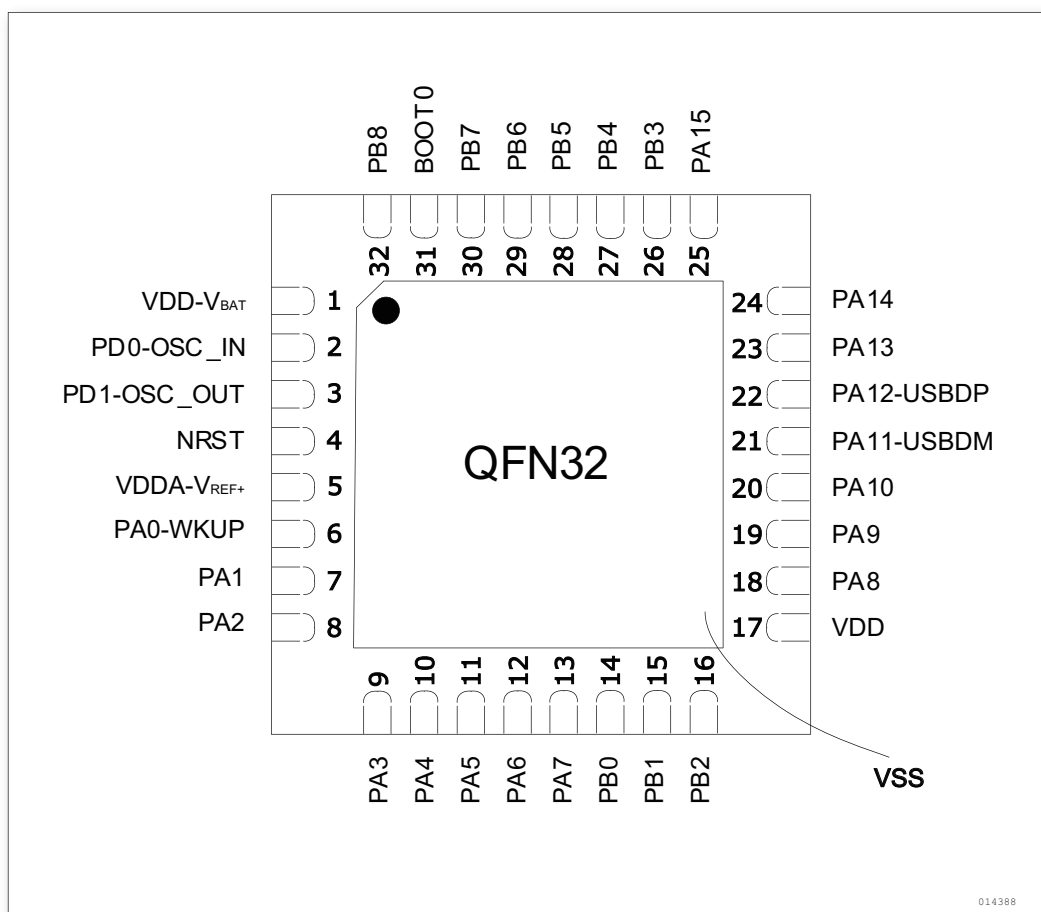 PB8
BOOT0
PB7
PB6
PB5
PB4
PB3
PA15
32
31
30
29
28
27
26
25
VDD-VBAT 1
PD0-OSC_IN 2
PD1-OSC_OUT 3
NRST 4
VDDA-VREF+ 5
PA0-WKUP 6
PA1 7
PA2 8
QFN32
24 PA14
23 PA13
22 PA12-USBDP
21 PA11-USBDM
20 PA10
19 PA9
18 PA8
17 VDD
9
10
11
12
13
14
15
16
PA3
PA4
PA5
PA6
PA7
PB0
PB1
PB2
VSS
014388